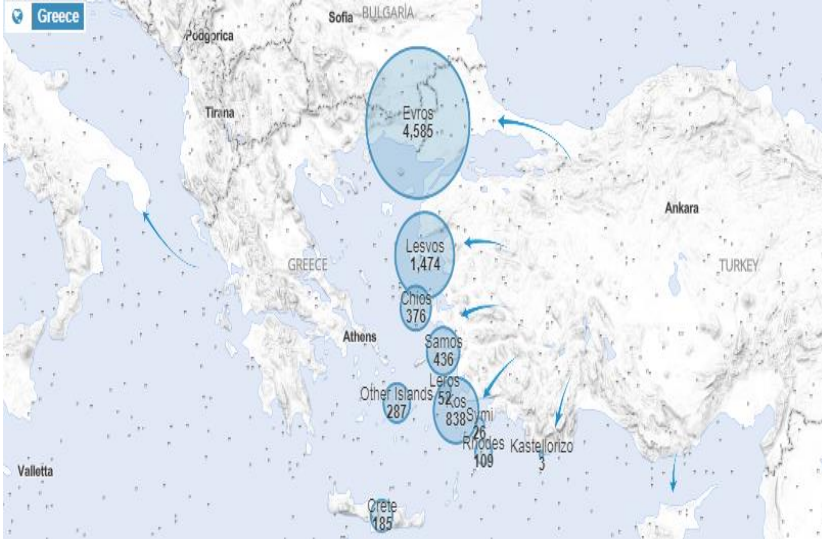 Greece
Sofia
BULGARIA
Podgorica
Tirana
Evros
4,585
Ankara
Lesvos
1,474
GREECE
TURKEY
Chios
376
Athens
Samos
436
Leros
52
Other Islands
287
Kos
838
Symi
26
Rhodes
109
Kastellorizo
3
Valletta
Crete
185